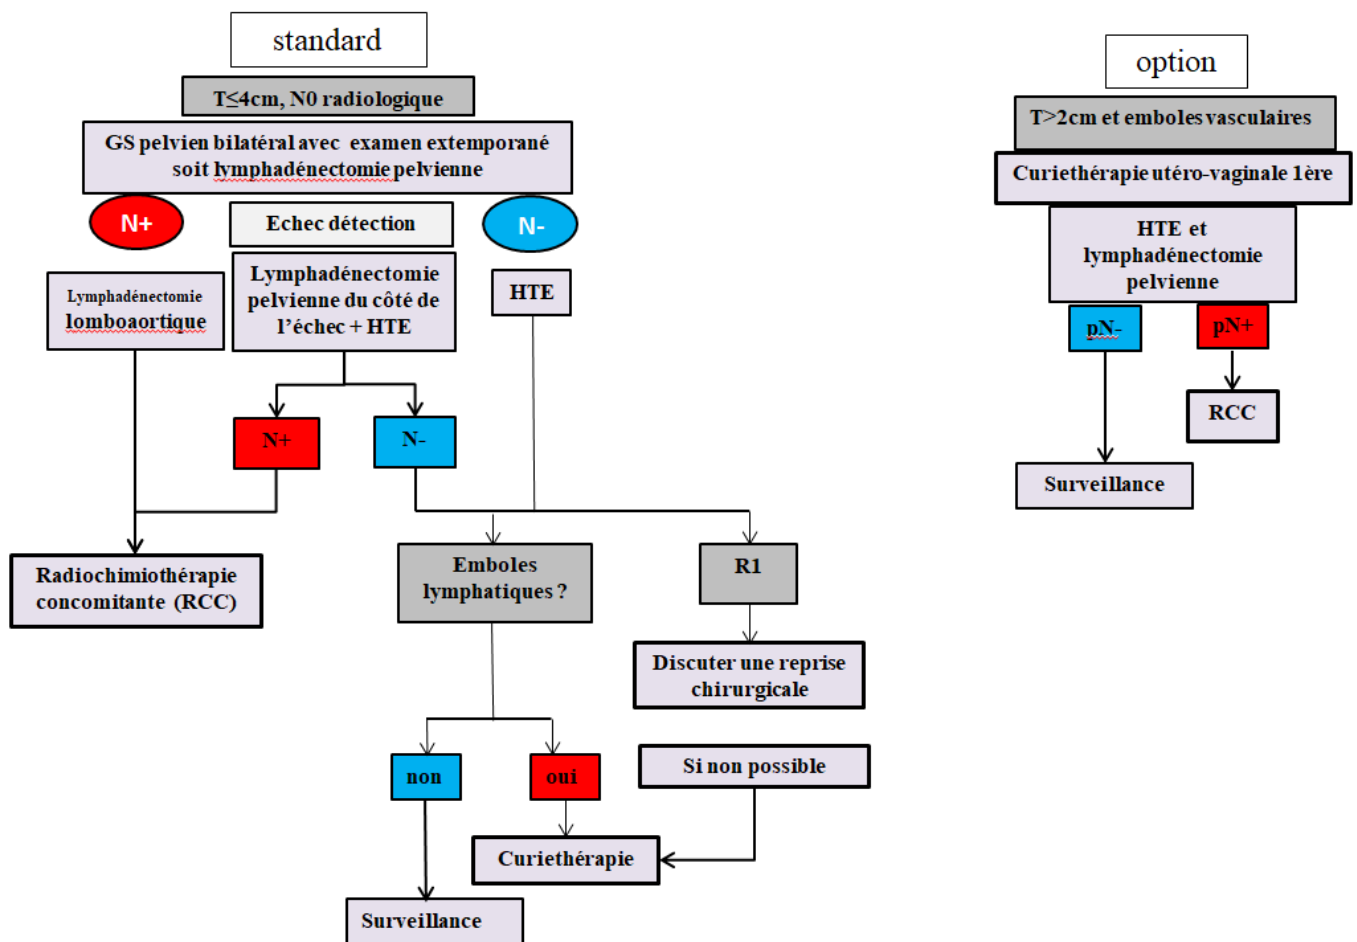 standard
T≤4cm, N0 radiologique
GS pelvien bilatéral avec examen extemporané
soit lymphadénectomie pelvienne
N+
Echec détection
N-
Lymphadénectomie
lomboaortique
Lymphadénectomie
pelvienne du côté de
l’échec + HTE
HTE
N+
N-
Radiochimiothérapie
concomitante (RCC)
Emboles
lymphatiques ?
R1
Discuter une reprise
chirurgicale
non
oui
Si non possible
Curiethérapie
Surveillance
option
T>2cm et emboles vasculaires
Curiethérapie utéro-vaginale 1ère
HTE et
lymphadénectomie
pelvienne
pN-
pN+
RCC
Surveillance